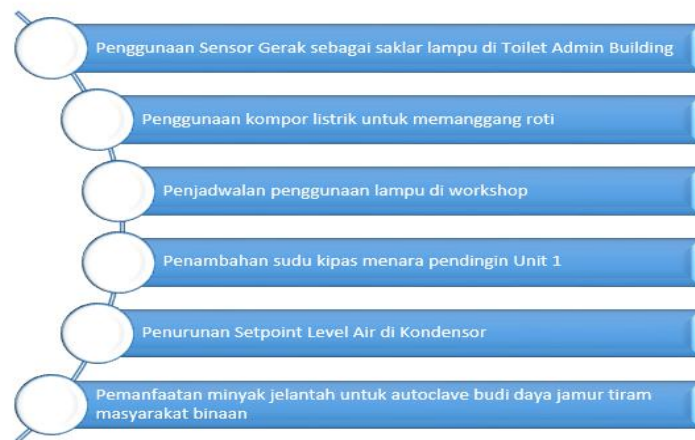 Penggunaan Sensor Gerak sebagai saklar lampu di Toilet Admin Building
Penggunaan kompor listrik untuk memanggang roti
Penjadwalan penggunaan lampu di workshop
Penambahan sudu kipas menara pendingin Unit 1
Penurunan Setpoint Level Air di Kondensor
Pemanfaatan minyak jelantah untuk autoclave budi daya jamur tiram
masyarakat binaan